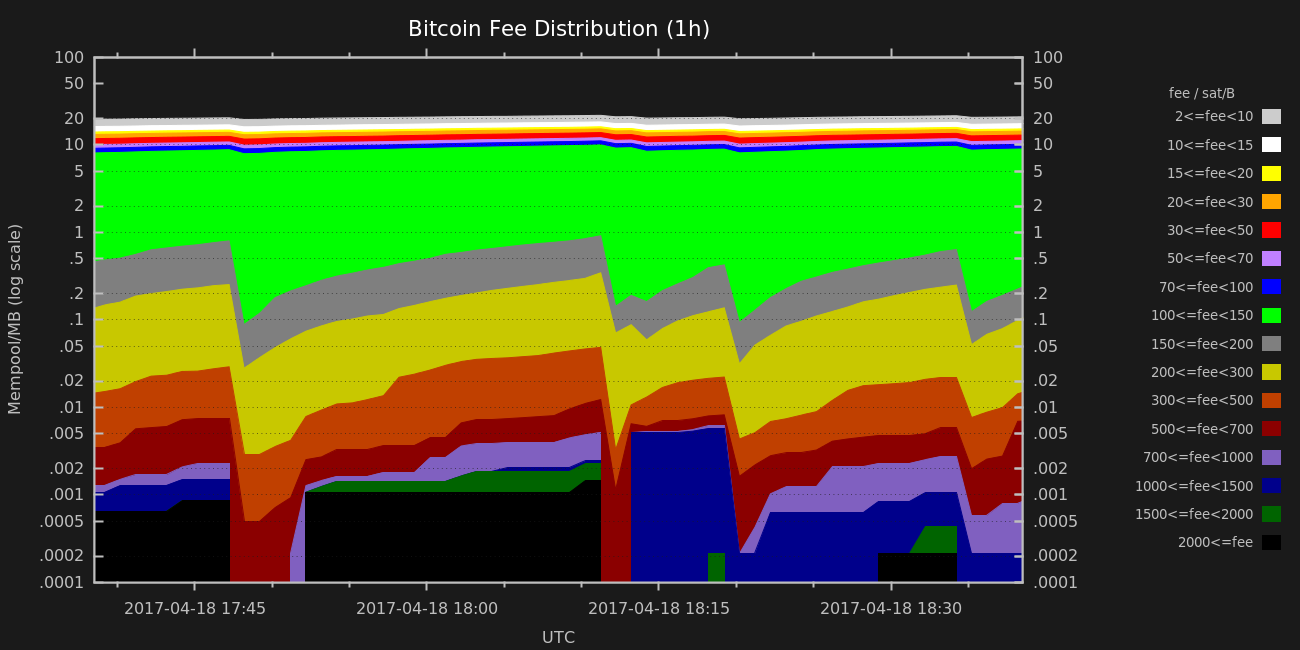 Bitcoin Fee Distribution (1h)
100 100
50 50
20 20
10 10
5 5
2 2
1 1
.5 .5
.2 .2
.1 .1
.05 .05
.02 .02
.01 .01
.005 .005
.002 .002
.001 .001
.0005 .0005
.0002 .0002
.0001 .0001
Mempool/MB (log scale)
2017-04-18 17:45 2017-04-18 18:00 2017-04-18 18:15 2017-04-18 18:30
UTC
fee / sat/B
2<=fee<10
10<=fee<15
15<=fee<20
20<=fee<30
30<=fee<50
50<=fee<70
70<=fee<100
100<=fee<150
150<=fee<200
200<=fee<300
300<=fee<500
500<=fee<700
700<=fee<1000
1000<=fee<1500
1500<=fee<2000
2000<=fee